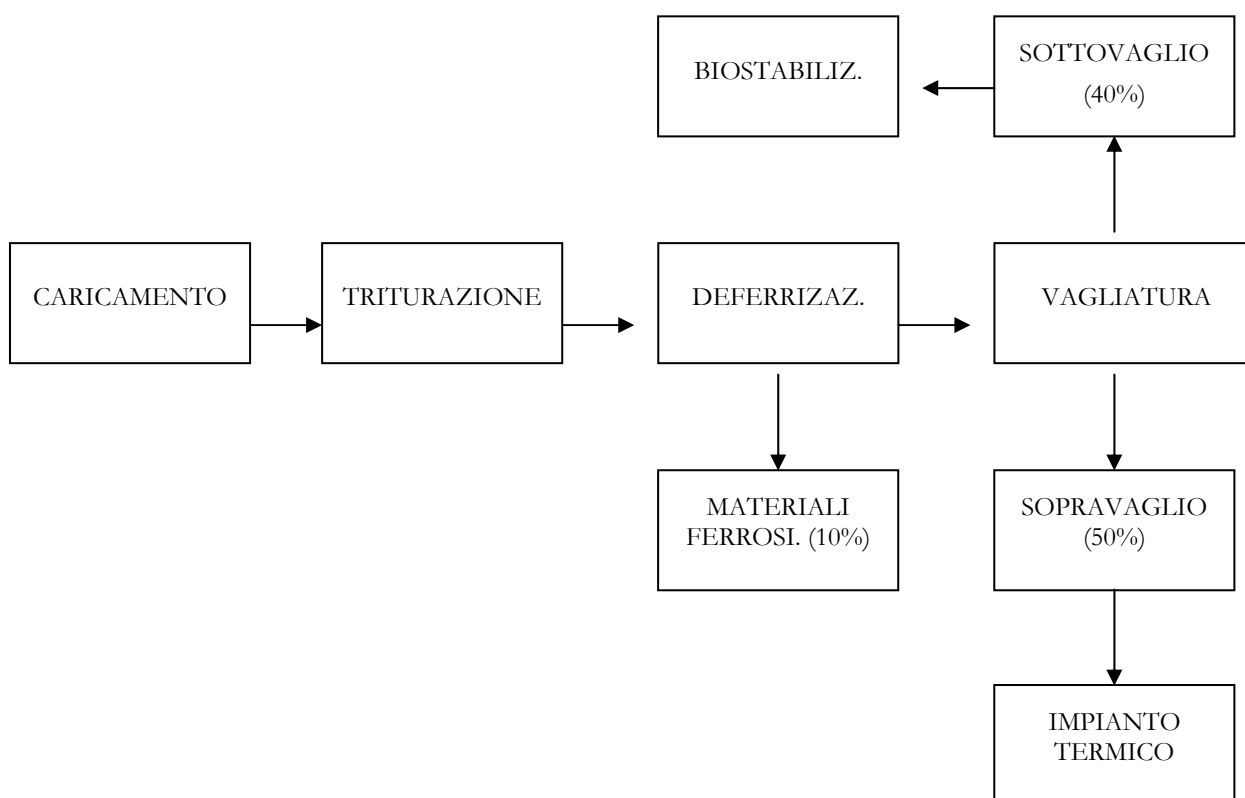 BIOSTABILIZ.
SOTTOVAGLIO
(40%)
CARICAMENTO
TRITURAZIONE
DEFERRIZAZ.
VAGLIATURA
MATERIALI
FERROSI. (10%)
SOPRAVAGLIO
(50%)
IMPIANTO
TERMICO